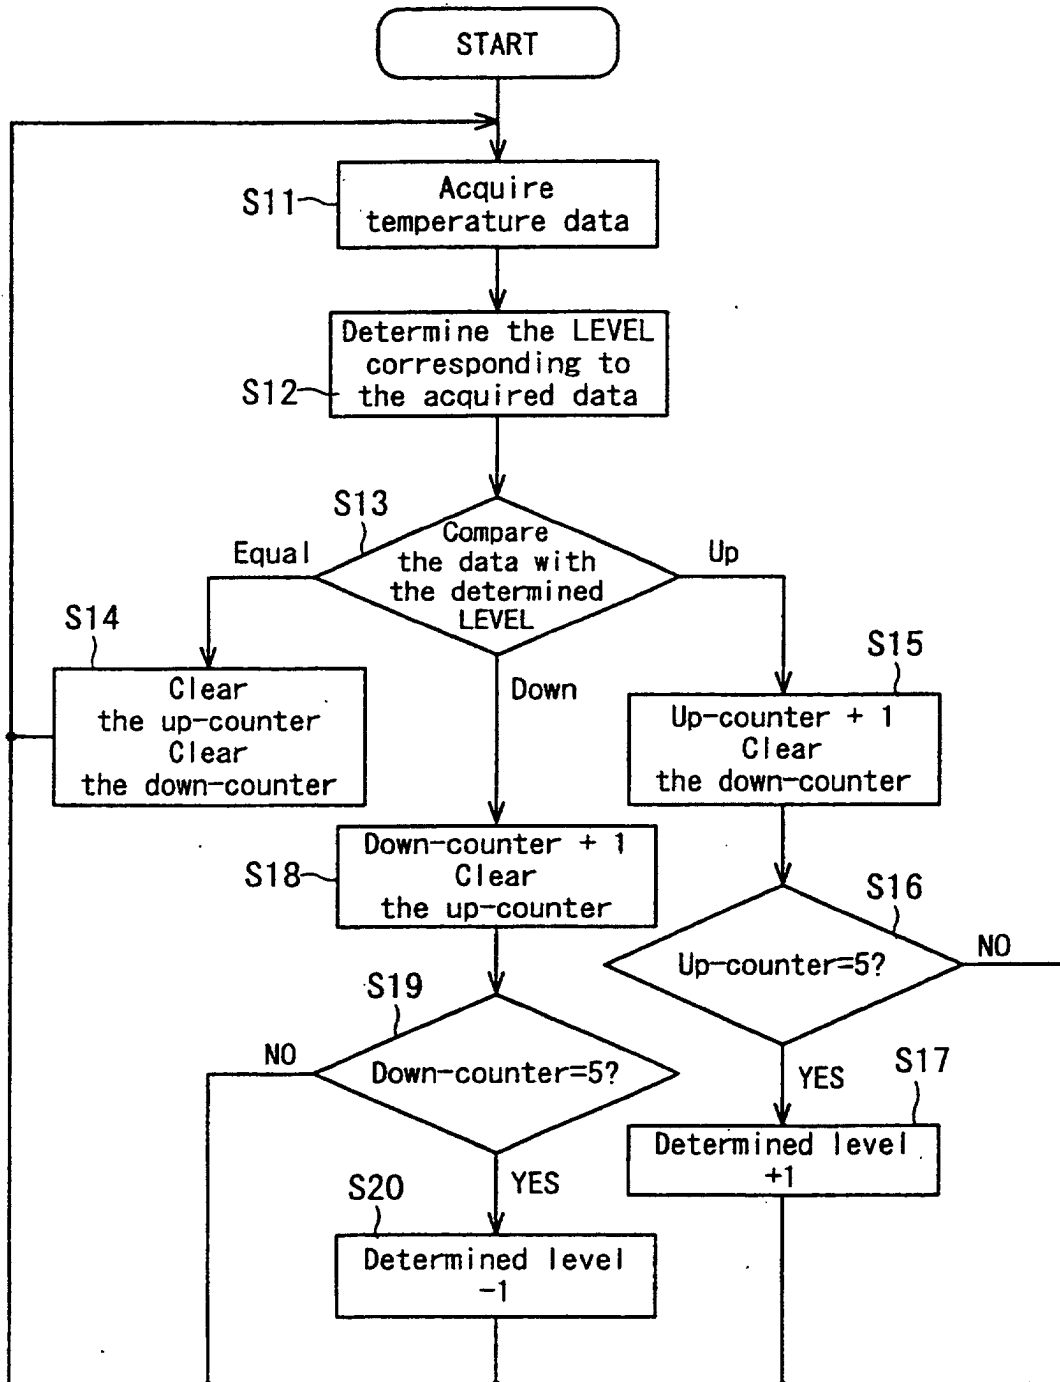 START
S11
Acquire
temperature data
S12
Determine the LEVEL
corresponding to
the acquired data
S13
Compare
the data with
the determined
LEVEL
Equal
Up
Down
S14
Clear
the up-counter
Clear
the down-counter
S15
Up-counter + 1
Clear
the down-counter
S18
Down-counter + 1
Clear
the up-counter
S16
Up-counter=5?
NO
YES
S19
Down-counter=5?
NO
YES
S17
Determined level
+1
S20
Determined level
-1